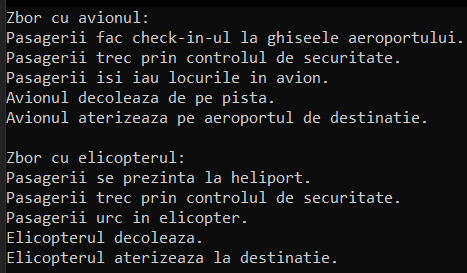 Zbor cu avionul:
Pasagerii fac check-in-ul la ghiseele aeroportului.
Pasagerii trec prin controlul de securitate.
Pasagerii isi iau locurile in avion.
Avionul decoleaza de pe pista.
Avionul aterizeaza pe aeroportul de destinatie.

Zbor cu elicopterul:
Pasagerii se prezinta la heliport.
Pasagerii trec prin controlul de securitate.
Pasagerii urc in elicopter.
Elicopterul decoleaza.
Elicopterul aterizeaza la destinatie.